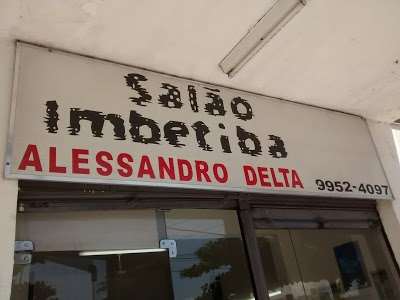 Salão
Imbetiba
ALESSANDRO DELTA 9952-4097